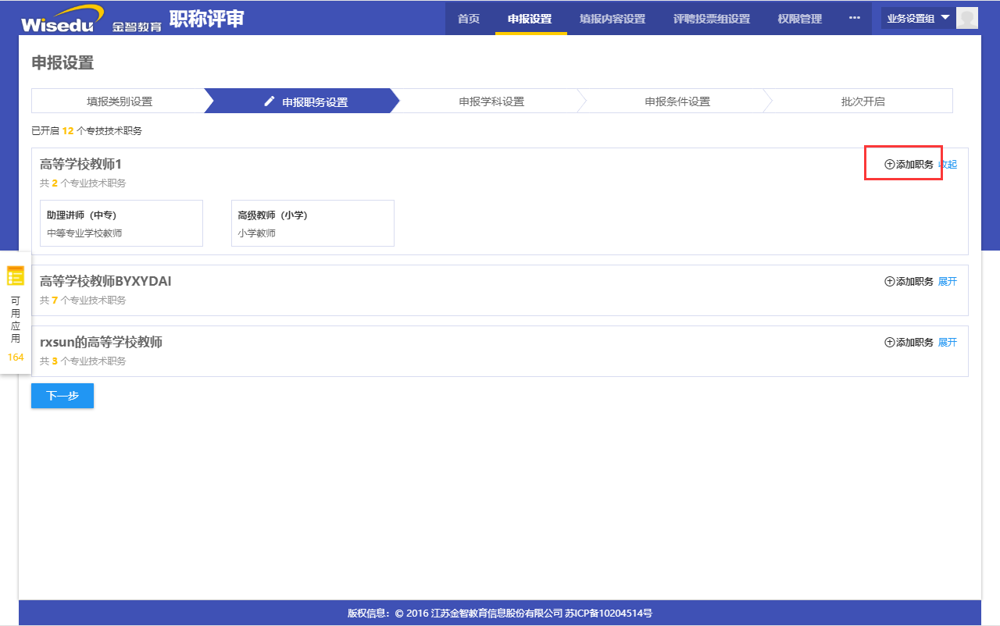 Wisedu 金智教育 职称评审 首页 申报设置 填报内容设置 评聘投票组设置 权限管理 ··· 业务设置组
申报设置
填报类别设置 申报职务设置 申报学科设置 申报条件设置 批次开启
已开启 12 个专技技术职务
高等学校教师1 添加职务 收起
共 2 个专业技术职务
助理讲师（中专） 高级教师（小学）
中等专业学校教师 小学教师
高等学校教师BYXYDAI 添加职务 展开
共 7 个专业技术职务
可
用
应
用
164
rxsun的高等学校教师 添加职务 展开
共 3 个专业技术职务
下一步
版权信息：© 2016 江苏金智教育信息股份有限公司 苏ICP备10204514号